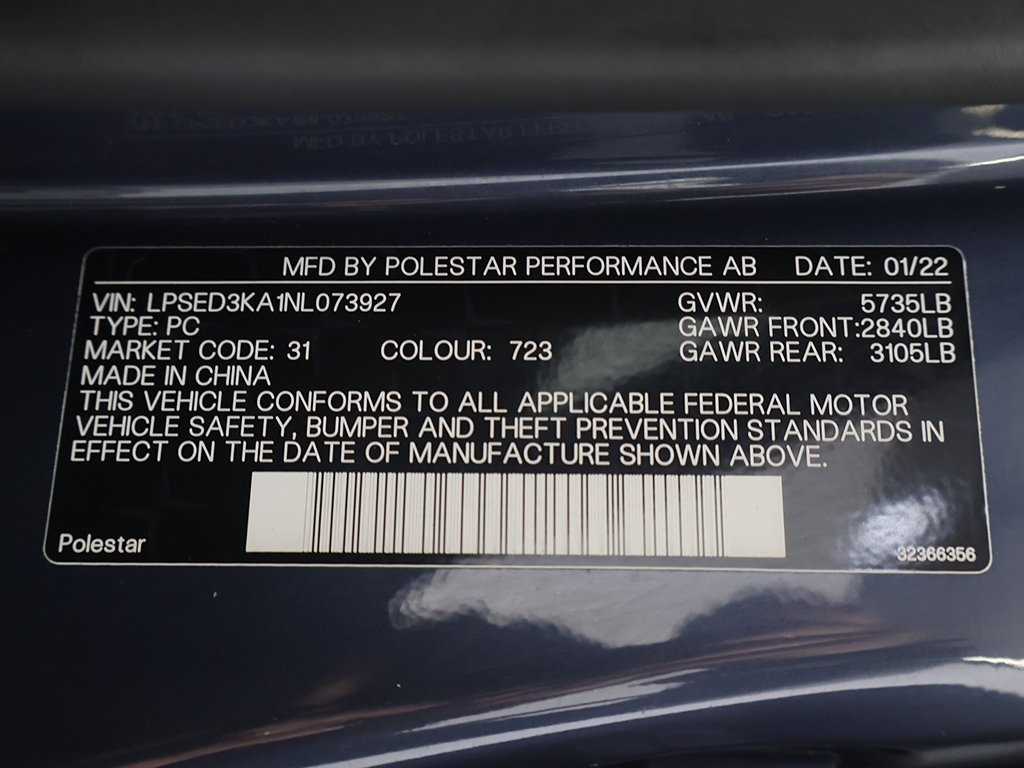 MFD BY POLESTAR PERFORMANCE AB DATE: 01/22
VIN: LPSED3KA1NL073927 GVWR: 5735LB
TYPE: PC GAWR FRONT:2840LB
MARKET CODE: 31 COLOUR: 723 GAWR REAR: 3105LB
MADE IN CHINA
THIS VEHICLE CONFORMS TO ALL APPLICABLE FEDERAL MOTOR
VEHICLE SAFETY, BUMPER AND THEFT PREVENTION STANDARDS IN
EFFECT ON THE DATE OF MANUFACTURE SHOWN ABOVE.
Polestar 32366356